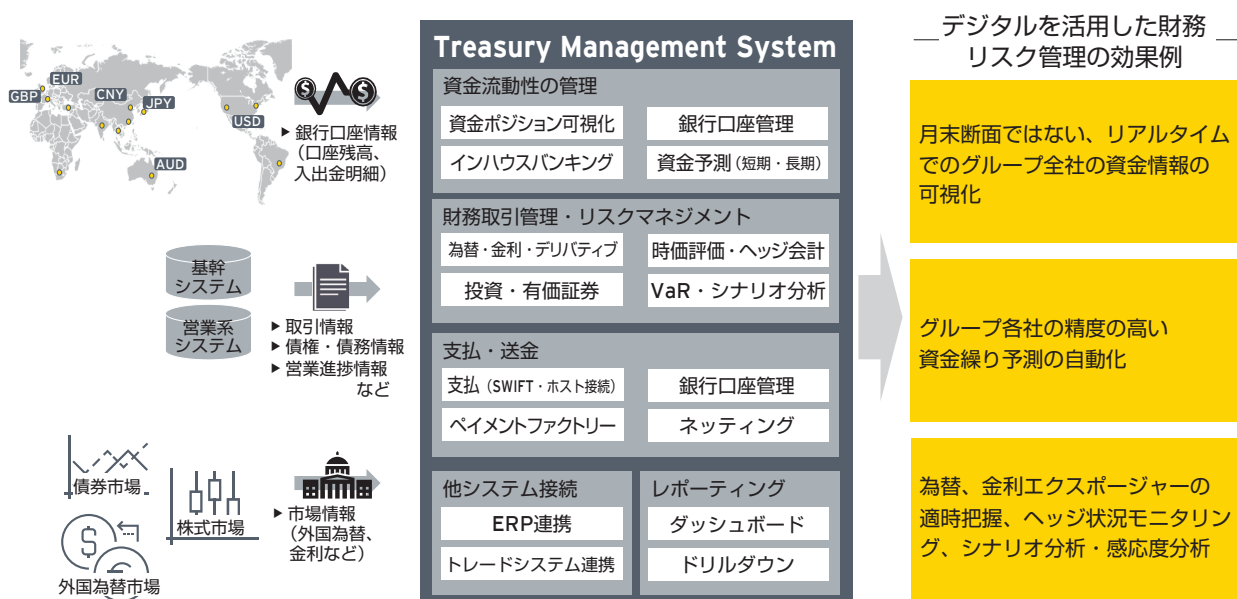 EUR
GBP
CNY
JPY
USD
AUD
▶ 銀行口座情報
（口座残高、
入出金明細）
基幹
システム
営業系
システム
▶ 取引情報
▶ 債権・債務情報
▶ 営業進捗情報
など
債券市場
株式市場
外国為替市場
▶ 市場情報
（外国為替、
金利など）
Treasury Management System
資金流動性の管理
資金ポジション可視化
銀行口座管理
インハウスバンキング
資金予測（短期・長期）
財務取引管理・リスクマネジメント
為替・金利・デリバティブ
時価評価・ヘッジ会計
投資・有価証券
VaR・シナリオ分析
支払・送金
支払（SWIFT・ホスト接続）
銀行口座管理
ペイメントファクトリー
ネッティング
他システム接続
ERP連携
トレードシステム連携
レポーティング
ダッシュボード
ドリルダウン
デジタルを活用した財務
リスク管理の効果例
月末断面ではない、リアルタイム
でのグループ全社の資金情報の
可視化
グループ各社の精度の高い
資金繰り予測の自動化
為替、金利エクスポージャーの
適時把握、ヘッジ状況モニタリン
グ、シナリオ分析・感応度分析